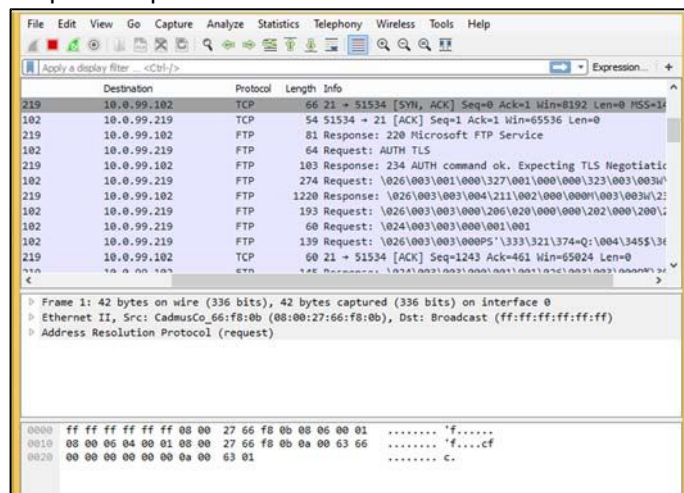 File Edit View Go Capture Analyze Statistics Telephony Wireless Tools Help
Apply a display filter ... <Ctrl-/> Expression... +
Destination Protocol Length Info
219 10.0.99.102 TCP 66 21 → 51534 [SYN, ACK] Seq=0 Ack=1 Win=8192 Len=0 MSS=14
102 10.0.99.219 TCP 54 51534 → 21 [ACK] Seq=1 Ack=1 Win=65536 Len=0
219 10.0.99.102 FTP 81 Response: 220 Microsoft FTP Service
102 10.0.99.219 FTP 64 Request: AUTH TLS
219 10.0.99.102 FTP 103 Response: 234 AUTH command ok. Expecting TLS Negotiatic
102 10.0.99.219 FTP 274 Request: \026\003\001\000\327\001\000\000\323\003\003W\
219 10.0.99.102 FTP 1220 Response: \026\003\003\004\211\002\000\000M\003\003W\23
102 10.0.99.219 FTP 193 Request: \026\003\003\000\206\020\000\000\202\000\200\2
102 10.0.99.219 FTP 60 Request: \024\003\003\000\001\001
102 10.0.99.219 FTP 139 Request: \026\003\003\000PS'\333\321\374=Q:\004\345$\36
219 10.0.99.102 TCP 60 21 → 51534 [ACK] Seq=1243 Ack=461 Win=65024 Len=0
Frame 1: 42 bytes on wire (336 bits), 42 bytes captured (336 bits) on interface 0
Ethernet II, Src: CadmusCo_66:f8:0b (08:00:27:66:f8:0b), Dst: Broadcast (ff:ff:ff:ff:ff:ff)
Address Resolution Protocol (request)
0000 ff ff ff ff ff ff 08 00 27 66 f8 0b 08 06 00 01 ........ 'f......
0010 08 00 06 04 00 01 08 00 27 66 f8 0b 0a 00 63 66 ........ 'f....cf
0020 00 00 00 00 00 00 0a 00 63 01 ........ c.